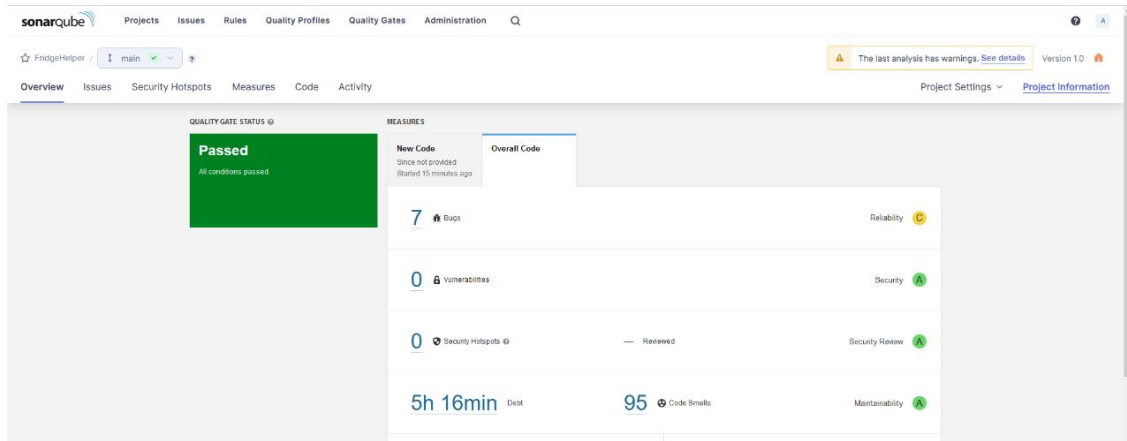 sonarqube Projects Issues Rules Quality Profiles Quality Gates Administration A
FridgeHelper / main The last analysis has warnings. See details Version 1.0
Overview Issues Security Hotspots Measures Code Activity Project Settings Project Information
QUALITY GATE STATUS MEASURES
Passed
All conditions passed.
New Code
Since not provided
Started 15 minutes ago
Overall Code
7 Bugs Reliability C
0 Vulnerabilities Security A
0 Security Hotspots — Reviewed Security Review A
5h 16min Debt 95 Code Smells Maintainability A